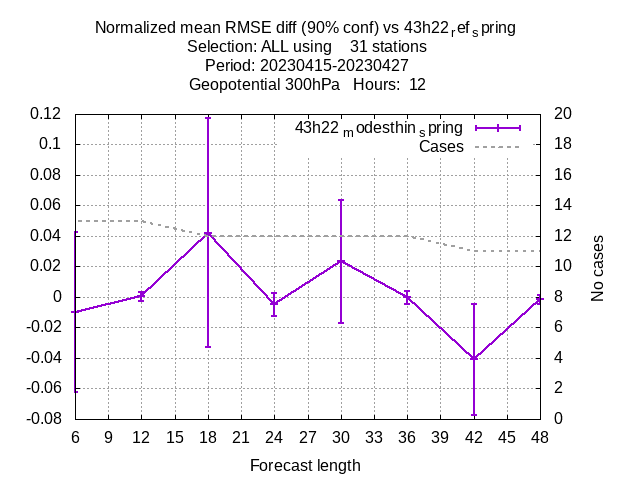 Normalized mean RMSE diff (90% conf) vs 43h22refspring
Selection: ALL using 31 stations
Period: 20230415-20230427
Geopotential 300hPa Hours: 12
43h22modesthinspring
Cases
0.12
0.1
0.08
0.06
0.04
0.02
0
-0.02
-0.04
-0.06
-0.08
20
18
16
14
12
10
8
6
4
2
0
No cases
6 9 12 15 18 21 24 27 30 33 36 39 42 45 48
Forecast length